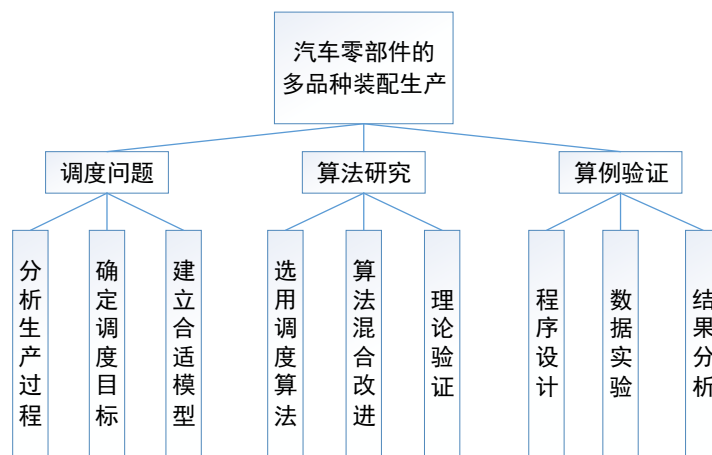 汽车零部件的
多品种装配生产
调度问题
算法研究
算例验证
分析生产过程
确定调度目标
建立合适模型
选用调度算法
算法混合改进
理论验证
程序设计
数据实验
结果分析